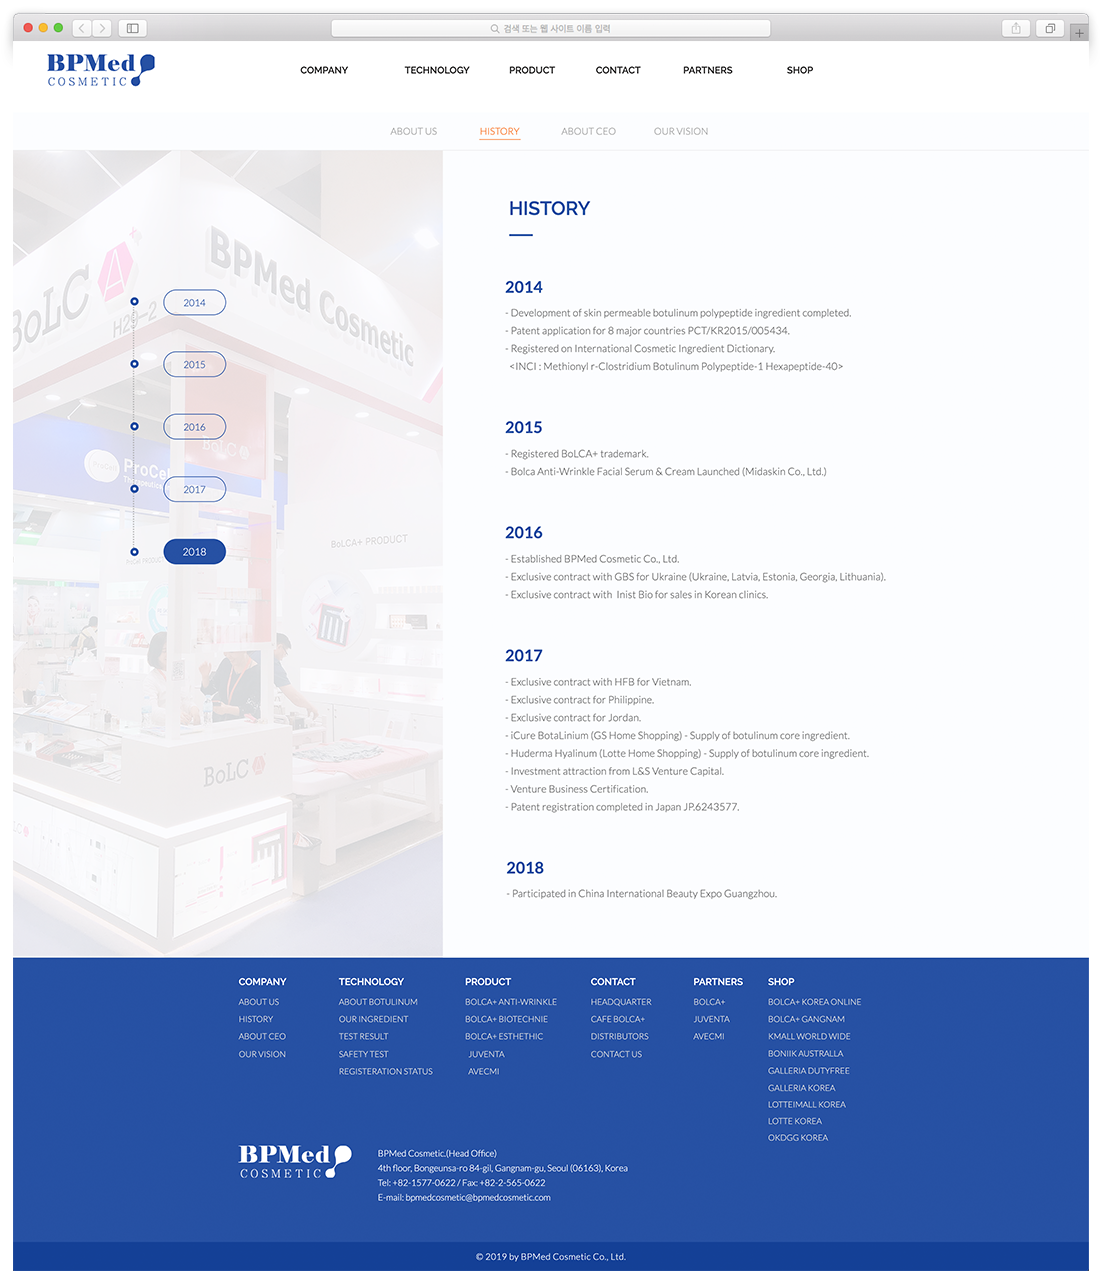 검색 또는 웹 사이트 이름 입력
BPMed
COSMETIC
COMPANY TECHNOLOGY PRODUCT CONTACT PARTNERS SHOP
ABOUT US HISTORY ABOUT CEO OUR VISION
BPMed Cosmetic
BoLC A
H20-2
2014
2015
2016
2017
2018
BoLC
ProCe
BoLCA+ PRODUCT
BoLC
HISTORY
2014
- Development of skin permeable botulinum polypeptide ingredient completed.
- Patent application for 8 major countries PCT/KR2015/005434.
- Registered on International Cosmetic Ingredient Dictionary.
<INCI : Methionyl r-Clostridium Botulinum Polypeptide-1 Hexapeptide-40>
2015
- Registered BoLCA+ trademark.
- Bolca Anti-Wrinkle Facial Serum & Cream Launched (Midaskin Co., Ltd.)
2016
- Established BPMed Cosmetic Co., Ltd.
- Exclusive contract with GBS for Ukraine (Ukraine, Latvia, Estonia, Georgia, Lithuania).
- Exclusive contract with  Inist Bio for sales in Korean clinics.
2017
- Exclusive contract with HFB for Vietnam.
- Exclusive contract for Philippine.
- Exclusive contract for Jordan.
- iCure BotaLinium (GS Home Shopping) - Supply of botulinum core ingredient.
- Huderma Hyalinum (Lotte Home Shopping) - Supply of botulinum core ingredient.
- Investment attraction from L&S Venture Capital.
- Venture Business Certification.
- Patent registration completed in Japan JP.6243577.
2018
- Participated in China International Beauty Expo Guangzhou.
COMPANY
ABOUT US
HISTORY
ABOUT CEO
OUR VISION
TECHNOLOGY
ABOUT BOTULINUM
OUR INGREDIENT
TEST RESULT
SAFETY TEST
REGISTERATION STATUS
PRODUCT
BOLCA+ ANTI-WRINKLE
BOLCA+ BIOTECHNIE
BOLCA+ ESTHETHIC
JUVENTA
AVECMI
CONTACT
HEADQUARTER
CAFE BOLCA+
DISTRIBUTORS
CONTACT US
PARTNERS
BOLCA+
JUVENTA
AVECMI
SHOP
BOLCA+ KOREA ONLINE
BOLCA+ GANGNAM
KMALL WORLD WIDE
BONIIK AUSTRALLA
GALLERIA DUTYFREE
GALLERIA KOREA
LOTTEIMALL KOREA
LOTTE KOREA
OKDGG KOREA
BPMed
COSMETIC
BPMed Cosmetic.(Head Office)
4th floor, Bongeunsa-ro 84-gil, Gangnam-gu, Seoul (06163), Korea
Tel: +82-1577-0622 / Fax: +82-2-565-0622
E-mail: bpmedcosmetic@bpmedcosmetic.com
© 2019 by BPMed Cosmetic Co., Ltd.